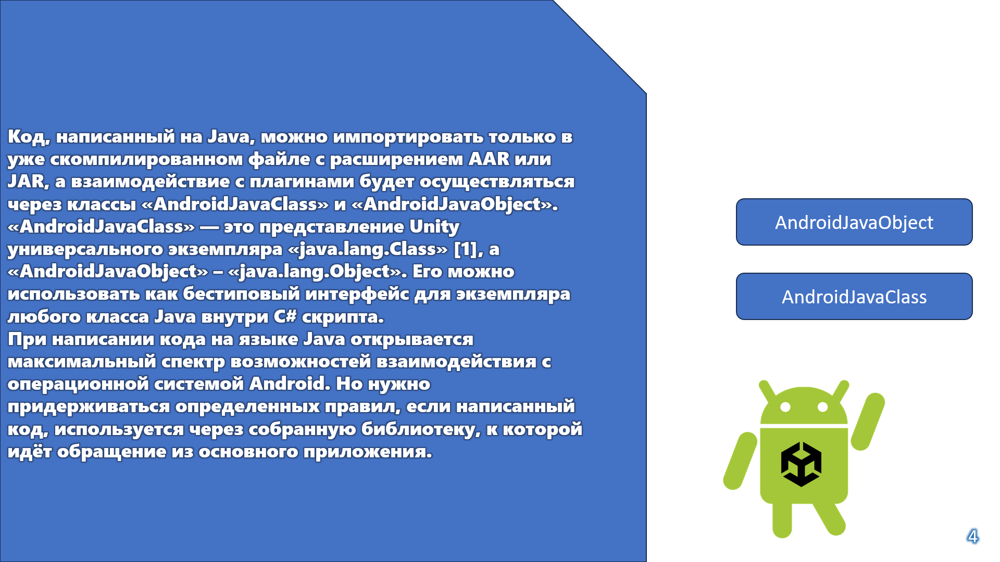 Код, написанный на Java, можно импортировать только в
уже скомпилированном файле с расширением AAR или
JAR, а взаимодействие с плагинами будет осуществляться
через классы «AndroidJavaClass» и «AndroidJavaObject».
«AndroidJavaClass» — это представление Unity
универсального экземпляра «java.lang.Class» [1], а
«AndroidJavaObject» – «java.lang.Object». Его можно
использовать как бестиповый интерфейс для экземпляра
любого класса Java внутри C# скрипта.
При написании кода на языке Java открывается
максимальный спектр возможностей взаимодействия с
операционной системой Android. Но нужно
придерживаться определенных правил, если написанный
код, используется через собранную библиотеку, к которой
идёт обращение из основного приложения.
AndroidJavaObject
AndroidJavaClass
4